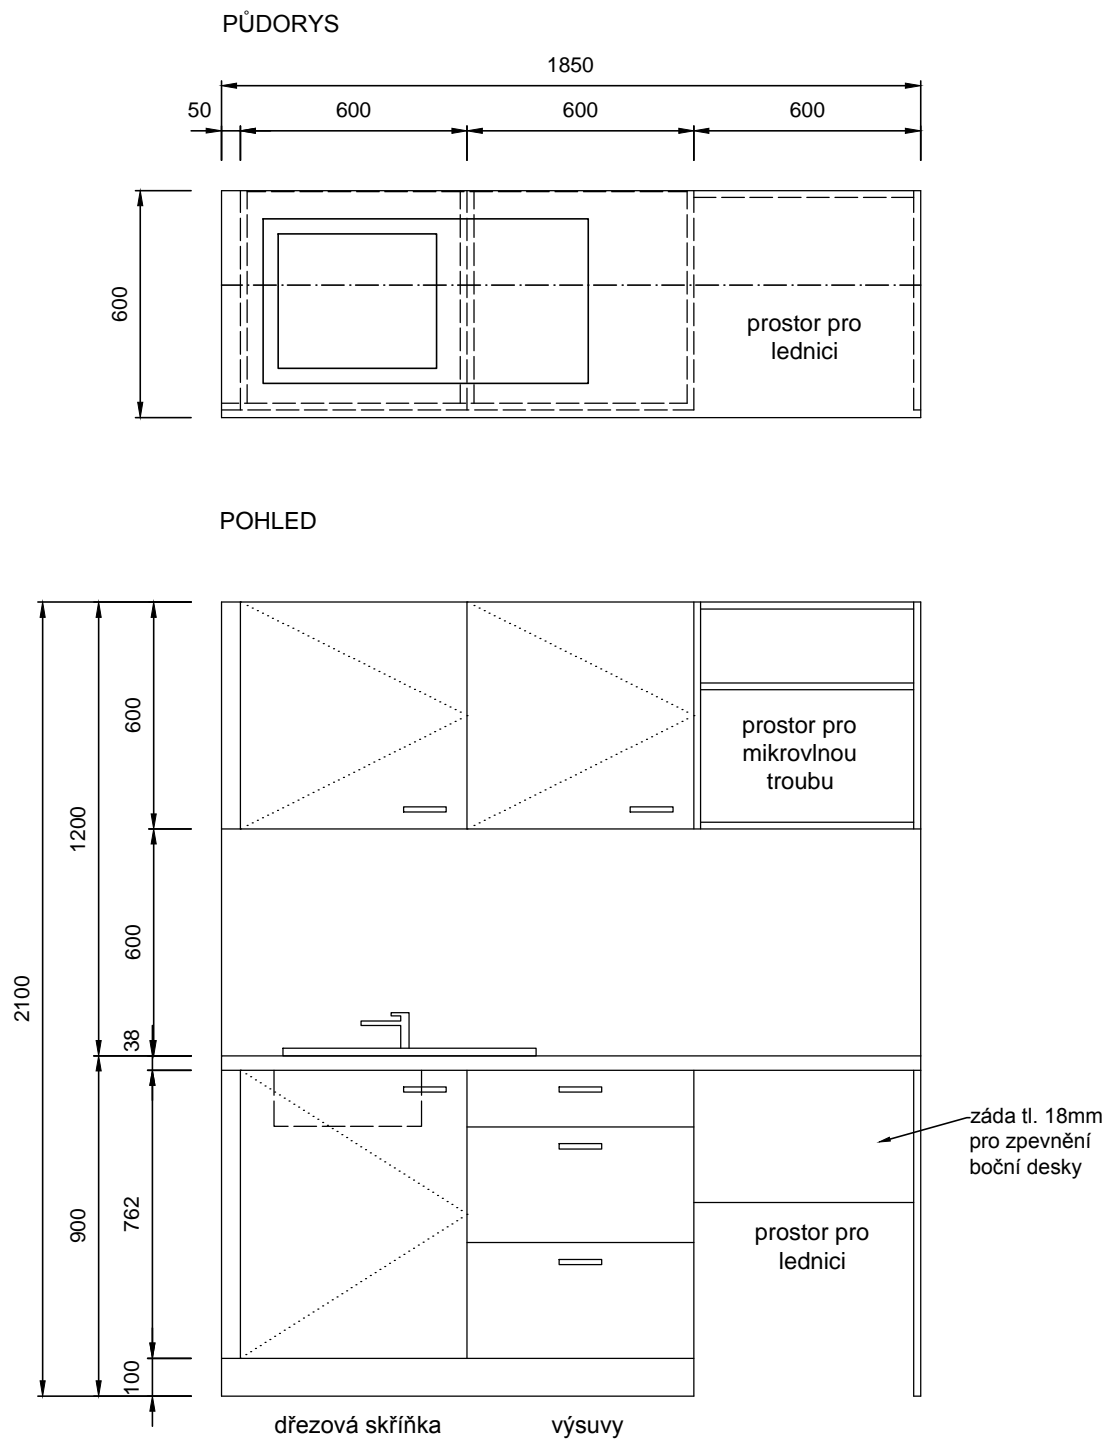 PŮDORYS
1850
50
600
600
600
600
prostor pro
lednici
POHLED
2100
1200
900
600
600
38
762
100
prostor pro
mikrovlnou
troubu
záda tl. 18mm
pro zpevnění
boční desky
prostor pro
lednici
dřezová skříňka
výsuvy